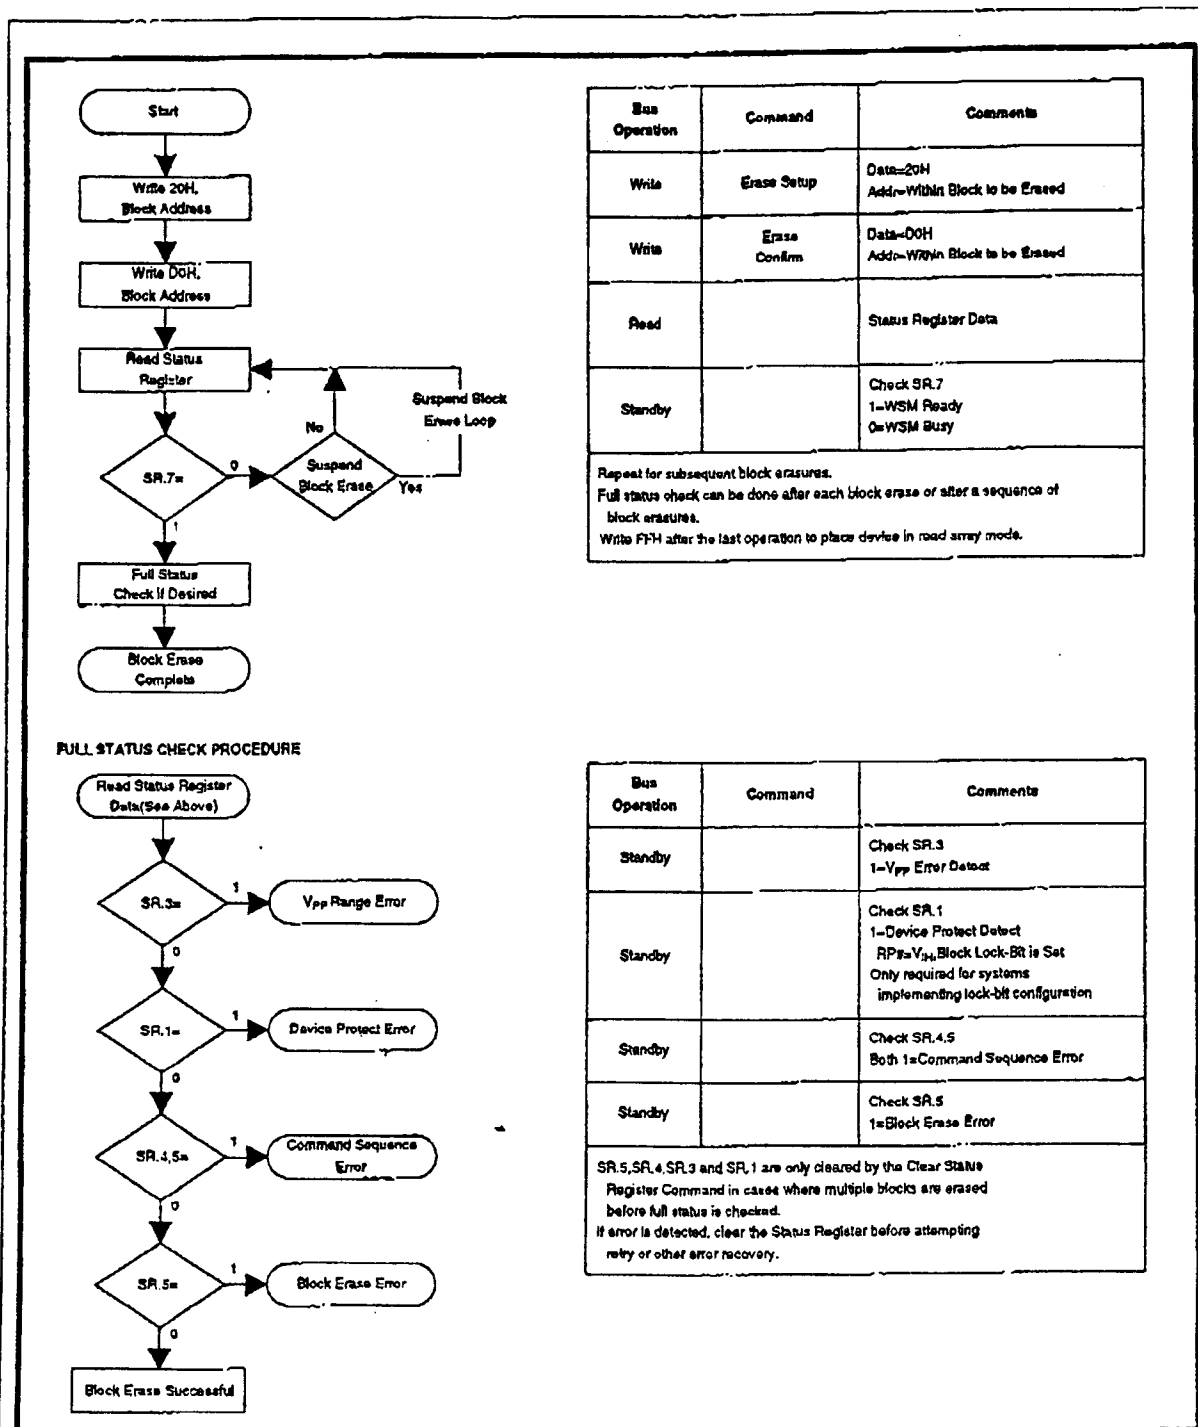 Start
Write 20H,
Block Address
Write D0H,
Block Address
Read Status
Register
Suspend Block
Erase Loop
No
SR.7=
0
Suspend
Block Erase
Yes
1
Full Status
Check if Desired
Block Erase
Complete
Bus
Operation
Command
Comments
Write
Erase Setup
Data=20H
Addr=Within Block to be Erased
Write
Erase
Confirm
Data=D0H
Addr=Within Block to be Erased
Read
Status Register Data
Standby
Check SR.7
1=WSM Ready
0=WSM Busy
Repeat for subsequent block erasures.
Full status check can be done after each block erase or after a sequence of
block erasures.
Write FFH after the last operation to place device in read array mode.
FULL STATUS CHECK PROCEDURE
Read Status Register
Data(See Above)
SR.3=
1
VPP Range Error
0
SR.1=
1
Device Protect Error
0
SR.4,5=
1
Command Sequence
Error
0
SR.5=
1
Block Erase Error
0
Block Erase Successful
Bus
Operation
Command
Comments
Standby
Check SR.3
1=VPP Error Detect
Standby
Check SR.1
1=Device Protect Detect
RP#=VIH,Block Lock-Bit is Set
Only required for systems
implementing lock-bit configuration
Standby
Check SR.4,5
Both 1=Command Sequence Error
Standby
Check SR.5
1=Block Erase Error
SR.5,SR.4,SR.3 and SR.1 are only cleared by the Clear Status
Register Command in cases where multiple blocks are erased
before full status is checked.
If error is detected, clear the Status Register before attempting
retry or other error recovery.